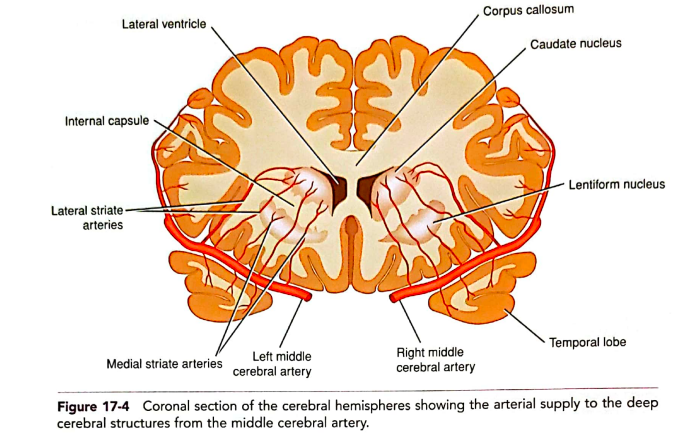 Corpus callosum
Lateral ventricle
Caudate nucleus
Internal capsule
Lentiform nucleus
Lateral striate
arteries
Temporal lobe
Medial striate arteries
Left middle
cerebral artery
Right middle
cerebral artery
Figure 17-4 Coronal section of the cerebral hemispheres showing the arterial supply to the deep
cerebral structures from the middle cerebral artery.